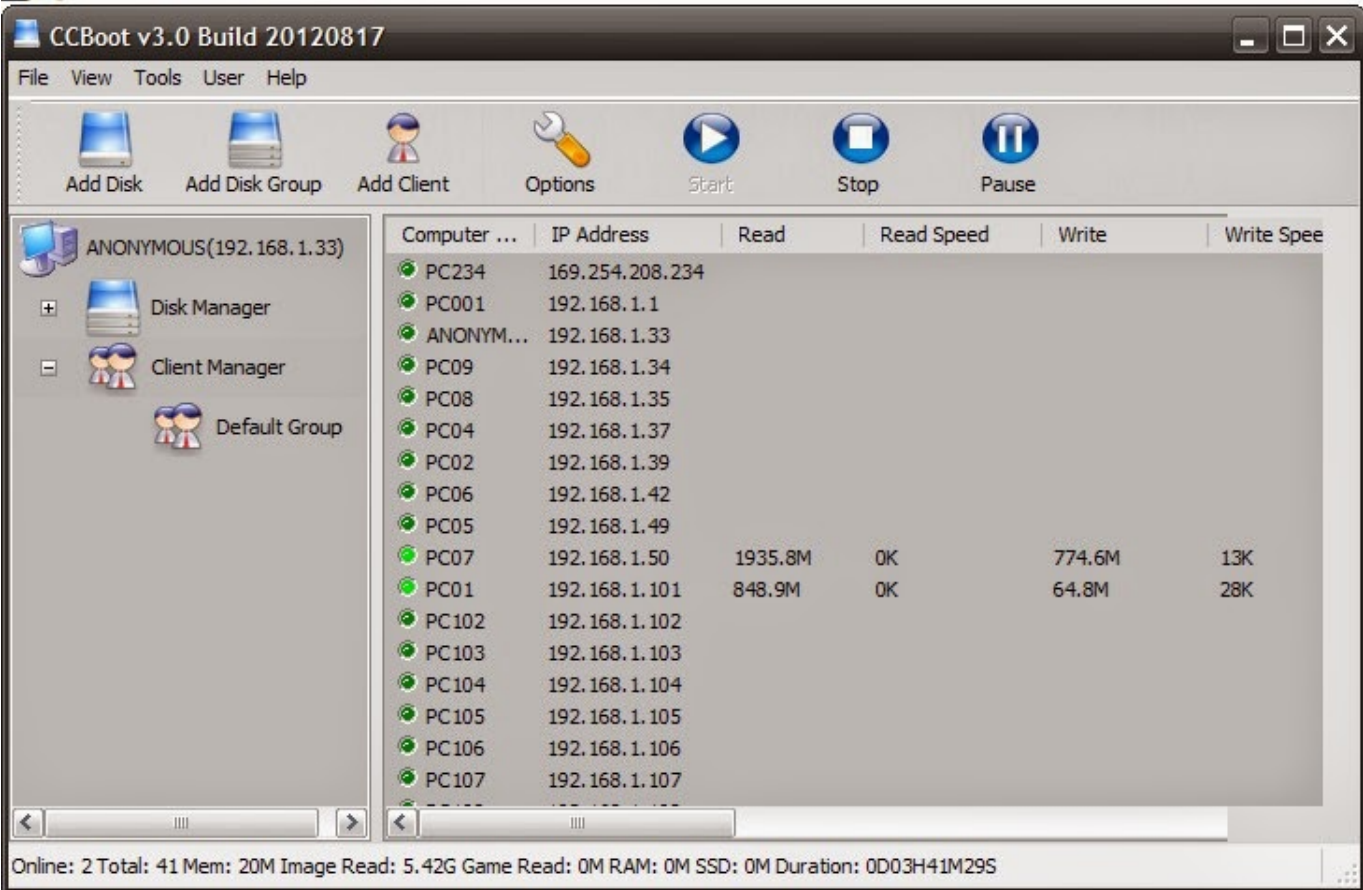 CCBoot v3.0 Build 20120817
File View Tools User Help
Add Disk Add Disk Group Add Client Options Start Stop Pause
ANONYMOUS(192.168.1.33)
Disk Manager
Client Manager
Default Group
Computer ... IP Address Read Read Speed Write Write Spee
PC234 169.254.208.234
PC001 192.168.1.1
ANONYM... 192.168.1.33
PC09 192.168.1.34
PC08 192.168.1.35
PC04 192.168.1.37
PC02 192.168.1.39
PC06 192.168.1.42
PC05 192.168.1.49
PC07 192.168.1.50 1935.8M 0K 774.6M 13K
PC01 192.168.1.101 848.9M 0K 64.8M 28K
PC102 192.168.1.102
PC103 192.168.1.103
PC104 192.168.1.104
PC105 192.168.1.105
PC106 192.168.1.106
PC107 192.168.1.107
Online: 2 Total: 41 Mem: 20M Image Read: 5.42G Game Read: 0M RAM: 0M SSD: 0M Duration: 0D03H41M29S